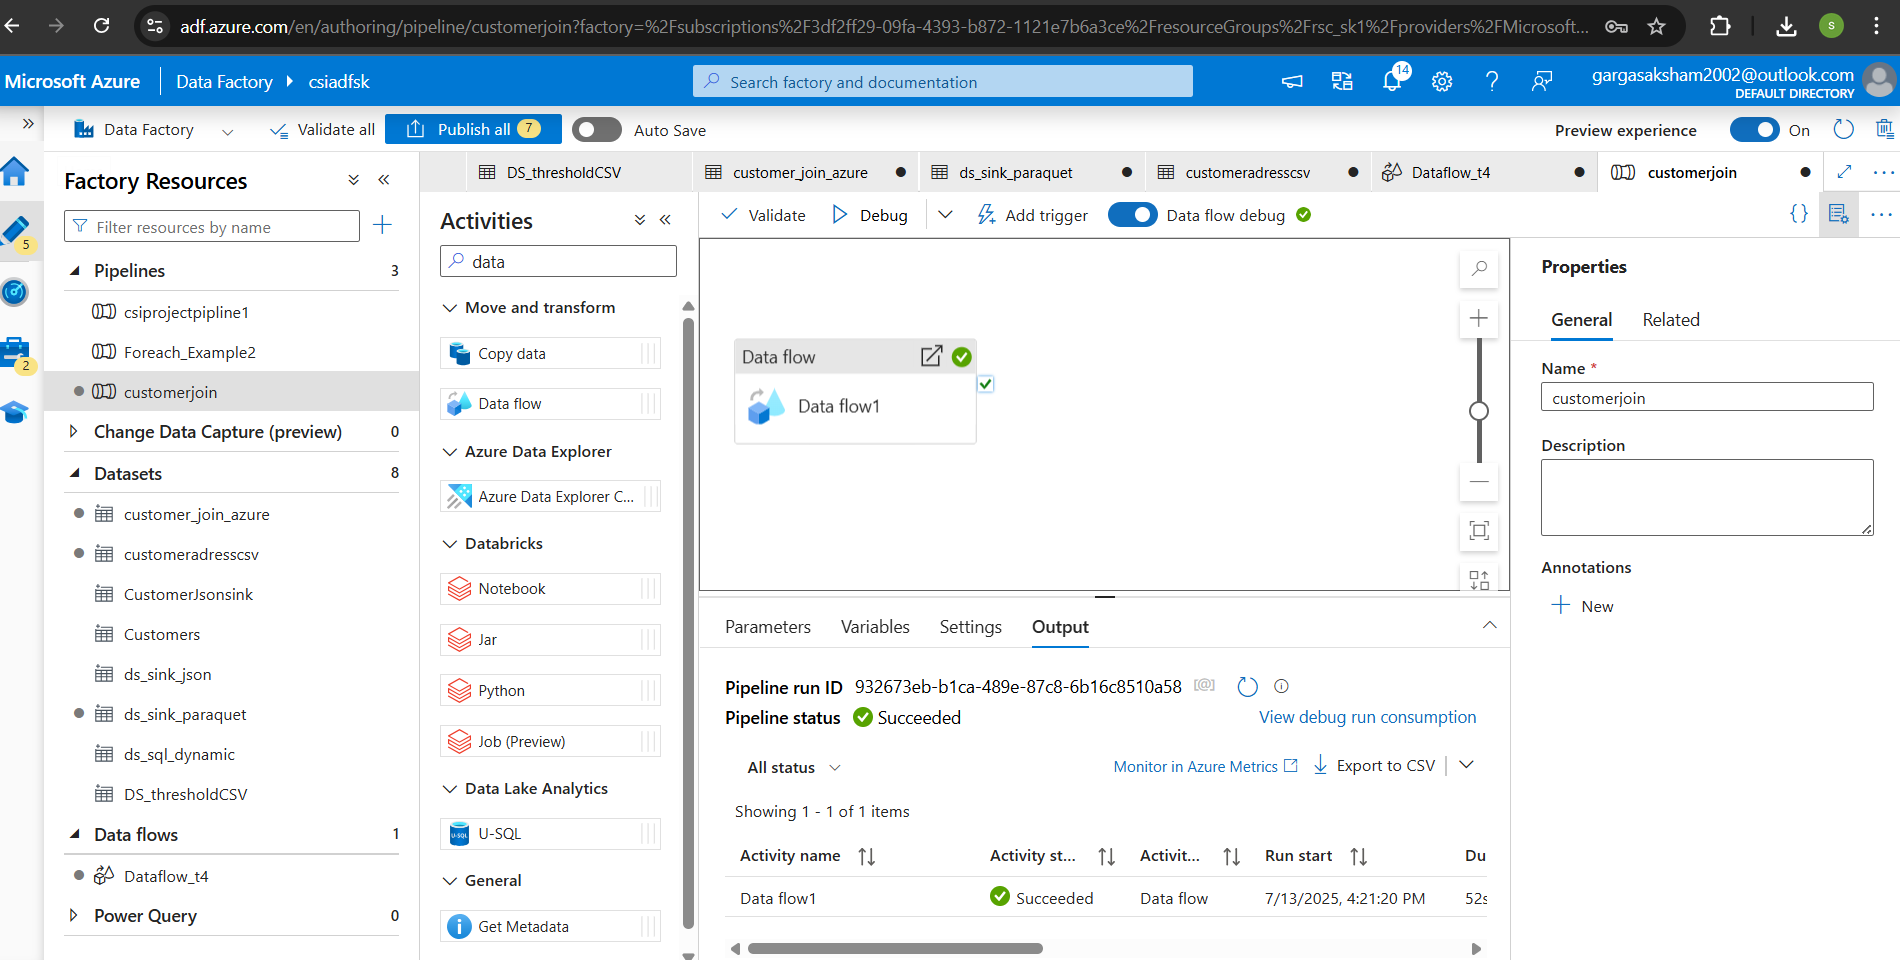 adf.azure.com/en/authoring/pipeline/customerjoin?factory=%2Fsubscriptions%2F3df2ff29-09fa-4393-b872-1121e7b6a3ce%2FresourceGroups%2Frsc_sk1%2Fproviders%2FMicrosoft...
S
Microsoft Azure
Data Factory
csiadfsk
Search factory and documentation
14
gargasaksham2002@outlook.com
DEFAULT DIRECTORY
Data Factory
Validate all
Publish all
7
Auto Save
Preview experience
On
5
2
Factory Resources
Filter resources by name
Pipelines 3
csiprojectpipline1
Foreach_Example2
customerjoin
Change Data Capture (preview) 0
Datasets 8
customer_join_azure
customeradresscsv
CustomerJsonsink
Customers
ds_sink_json
ds_sink_paraquet
ds_sql_dynamic
DS_thresholdCSV
Data flows 1
Dataflow_t4
Power Query 0
DS_thresholdCSV
customer_join_azure
ds_sink_paraquet
customeradresscsv
Dataflow_t4
customerjoin
Activities
data
Move and transform
Copy data
Data flow
Azure Data Explorer
Azure Data Explorer C...
Databricks
Notebook
Jar
Python
Job (Preview)
Data Lake Analytics
U-SQL
U-SQL
General
Get Metadata
Validate
Debug
Add trigger
Data flow debug
Data flow
Data flow1
Parameters
Variables
Settings
Output
Pipeline run ID 932673eb-b1ca-489e-87c8-6b16c8510a58
Pipeline status Succeeded
View debug run consumption
All status
Monitor in Azure Metrics
Export to CSV
Showing 1 - 1 of 1 items
Activity name Activity st... Activit... Run start Du
Data flow1 Succeeded Data flow 7/13/2025, 4:21:20 PM 52s
Properties
General
Related
Name *
customerjoin
Description
Annotations
New